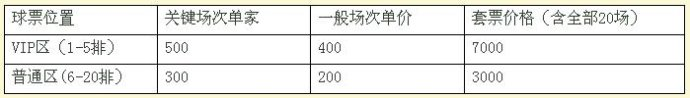 球票位置 关键场次单家 一般场次单价 套票价格（含全部20场）
VIP区（1-5排） 500 400 7000
普通区(6-20排） 300 200 3000